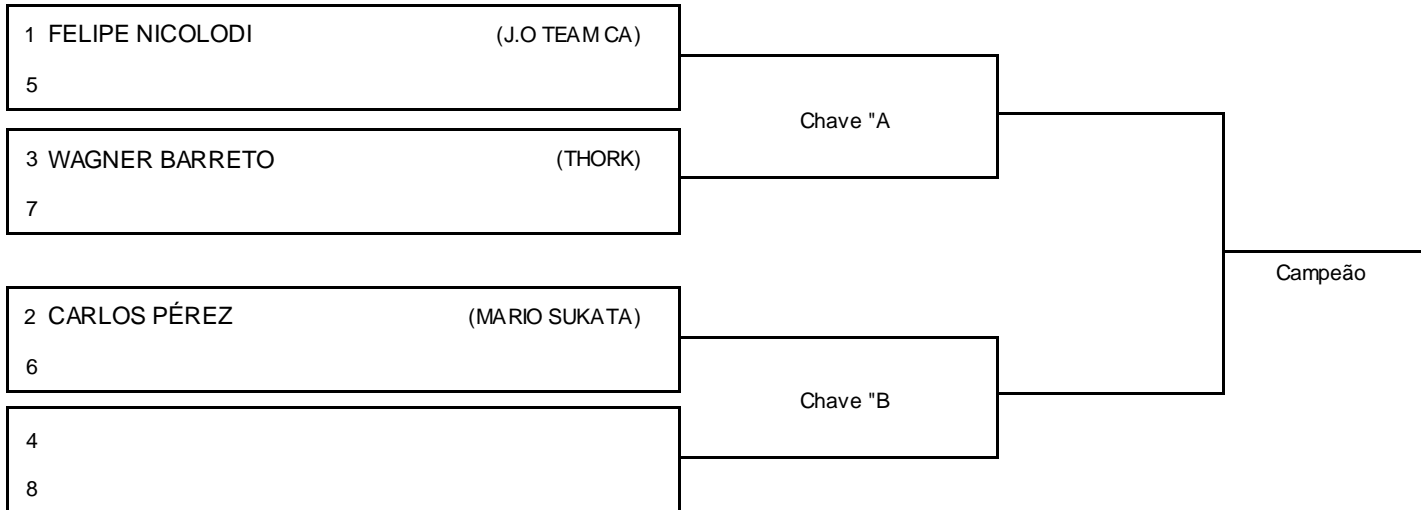 1 FELIPE NICOLODI (J.O TEAM CA)
5
Chave "A
3 WAGNER BARRETO (THORK)
7
Campeão
2 CARLOS PÉREZ (MARIO SUKATA)
6
Chave "B
4
8